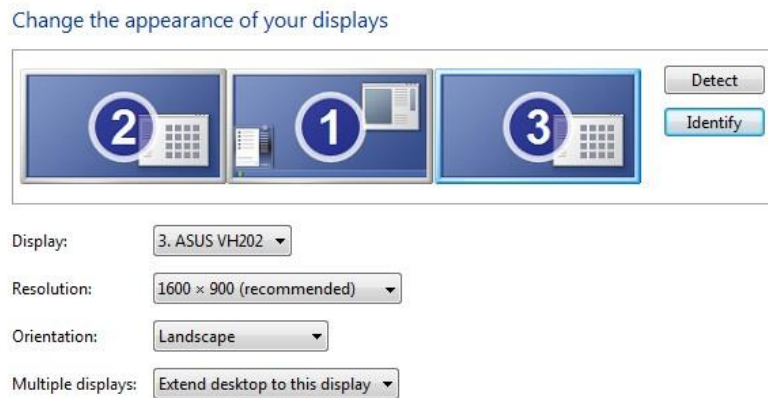 Change the appearance of your displays
2 1 3
Detect
Identify
Display: 3. ASUS VH202
Resolution: 1600 × 900 (recommended)
Orientation: Landscape
Multiple displays: Extend desktop to this display